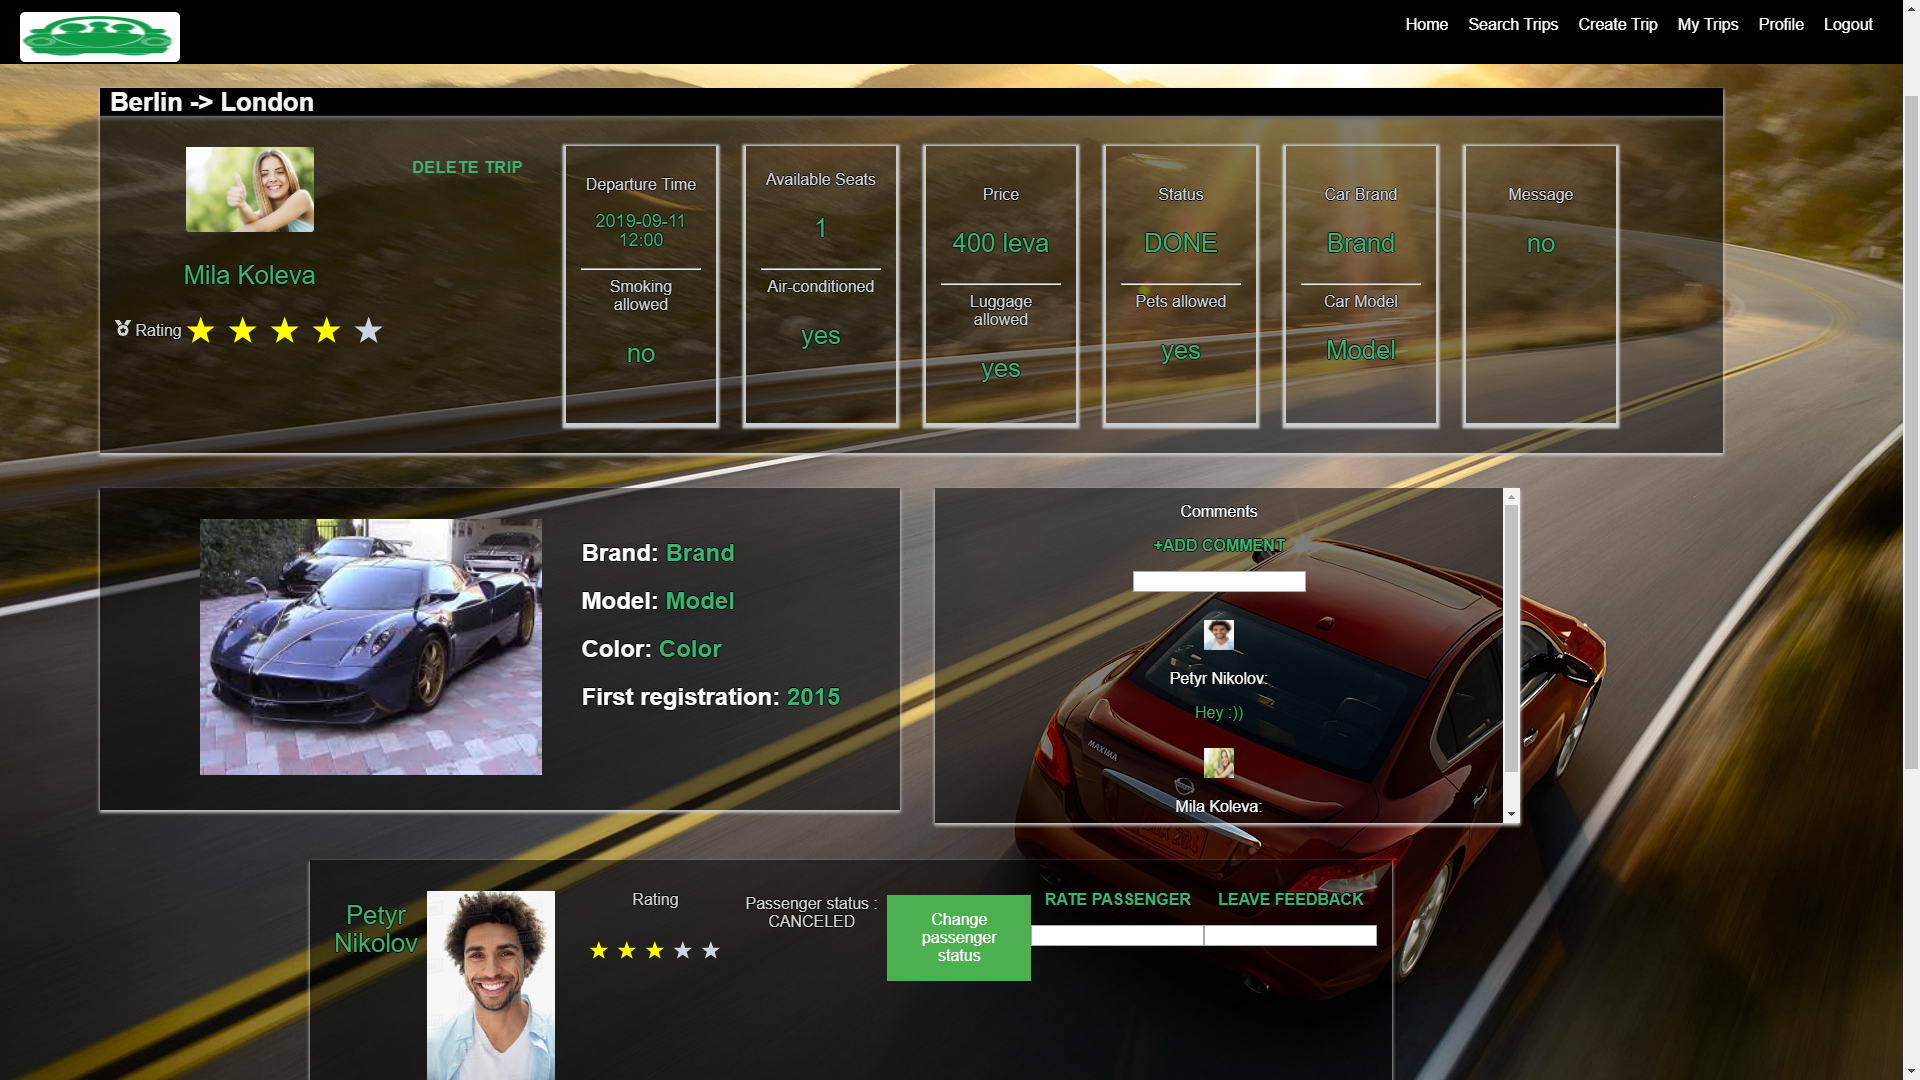 Home Search Trips Create Trip My Trips Profile Logout
Berlin -> London
Mila Koleva
Rating
DELETE TRIP
Departure Time
2019-09-11
12:00
Smoking
allowed
no
Available Seats
1
Air-conditioned
yes
Price
400 leva
Luggage
allowed
yes
Status
DONE
Pets allowed
yes
Car Brand
Brand
Car Model
Model
Message
no
Brand: Brand
Model: Model
Color: Color
First registration: 2015
Comments
+ADD COMMENT
Petyr Nikolov:
Hey :))
Mila Koleva:
MAXIMA
Petyr
Nikolov
Rating
Passenger status :
CANCELED
Change
passenger
status
RATE PASSENGER
LEAVE FEEDBACK